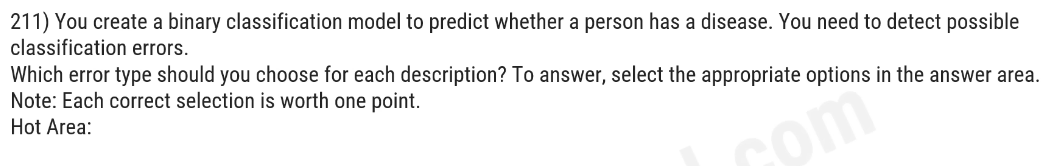 211) You create a binary classification model to predict whether a person has a disease. You need to detect possible
classification errors.
Which error type should you choose for each description? To answer, select the appropriate options in the answer area.
Note: Each correct selection is worth one point.
Hot Area:
.com